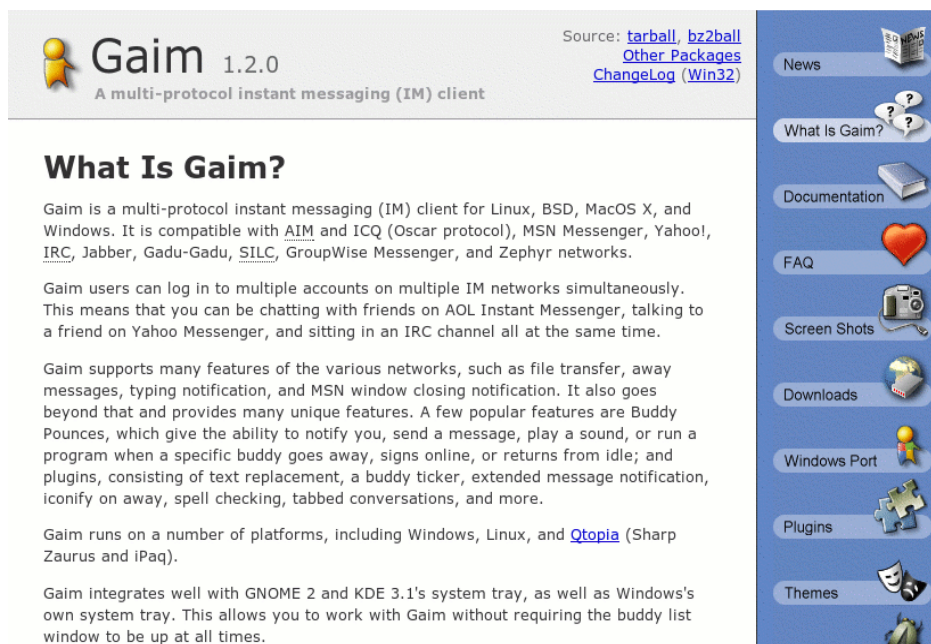 Gaim 1.2.0
A multi-protocol instant messaging (IM) client
Source: tarball, bz2ball
Other Packages
ChangeLog (Win32)
What Is Gaim?
Gaim is a multi-protocol instant messaging (IM) client for Linux, BSD, MacOS X, and
Windows. It is compatible with AIM and ICQ (Oscar protocol), MSN Messenger, Yahoo!,
IRC, Jabber, Gadu-Gadu, SILC, GroupWise Messenger, and Zephyr networks.
Gaim users can log in to multiple accounts on multiple IM networks simultaneously.
This means that you can be chatting with friends on AOL Instant Messenger, talking to
a friend on Yahoo Messenger, and sitting in an IRC channel all at the same time.
Gaim supports many features of the various networks, such as file transfer, away
messages, typing notification, and MSN window closing notification. It also goes
beyond that and provides many unique features. A few popular features are Buddy
Pounces, which give the ability to notify you, send a message, play a sound, or run a
program when a specific buddy goes away, signs online, or returns from idle; and
plugins, consisting of text replacement, a buddy ticker, extended message notification,
iconify on away, spell checking, tabbed conversations, and more.
Gaim runs on a number of platforms, including Windows, Linux, and Qtopia (Sharp
Zaurus and iPaq).
Gaim integrates well with GNOME 2 and KDE 3.1's system tray, as well as Windows's
own system tray. This allows you to work with Gaim without requiring the buddy list
window to be up at all times.
NEWS
News
? ? ?
What Is Gaim?
Documentation
FAQ
Screen Shots
Downloads
Windows Port
Plugins
Themes